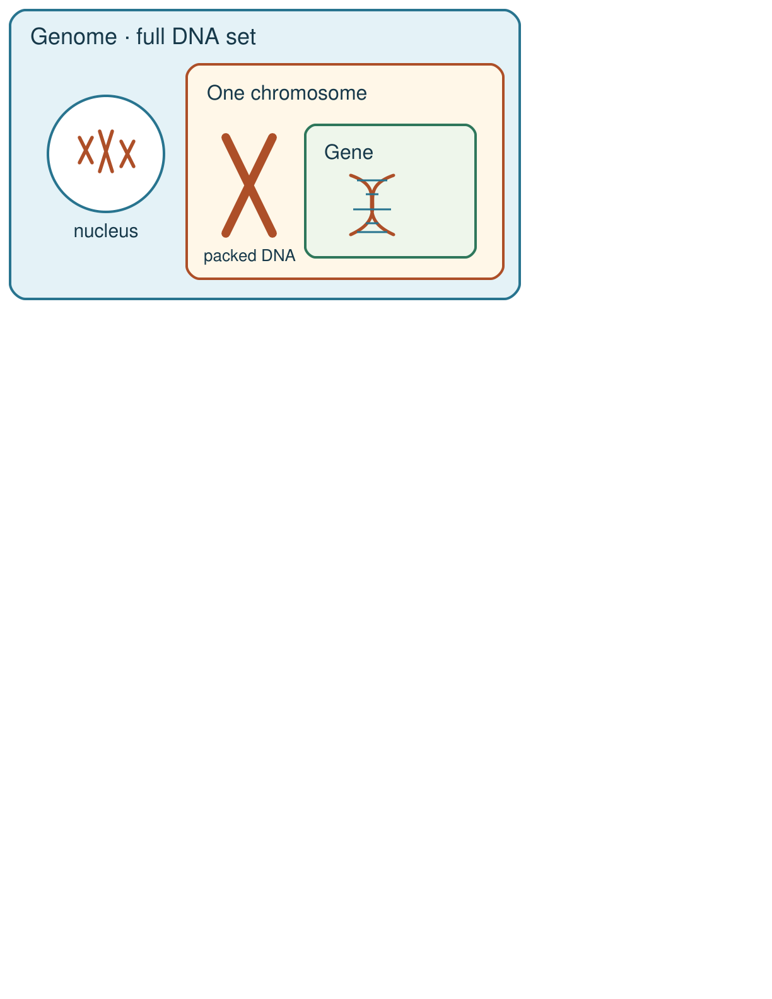 Genome · full DNA set
One chromosome
Gene
nucleus
packed DNA